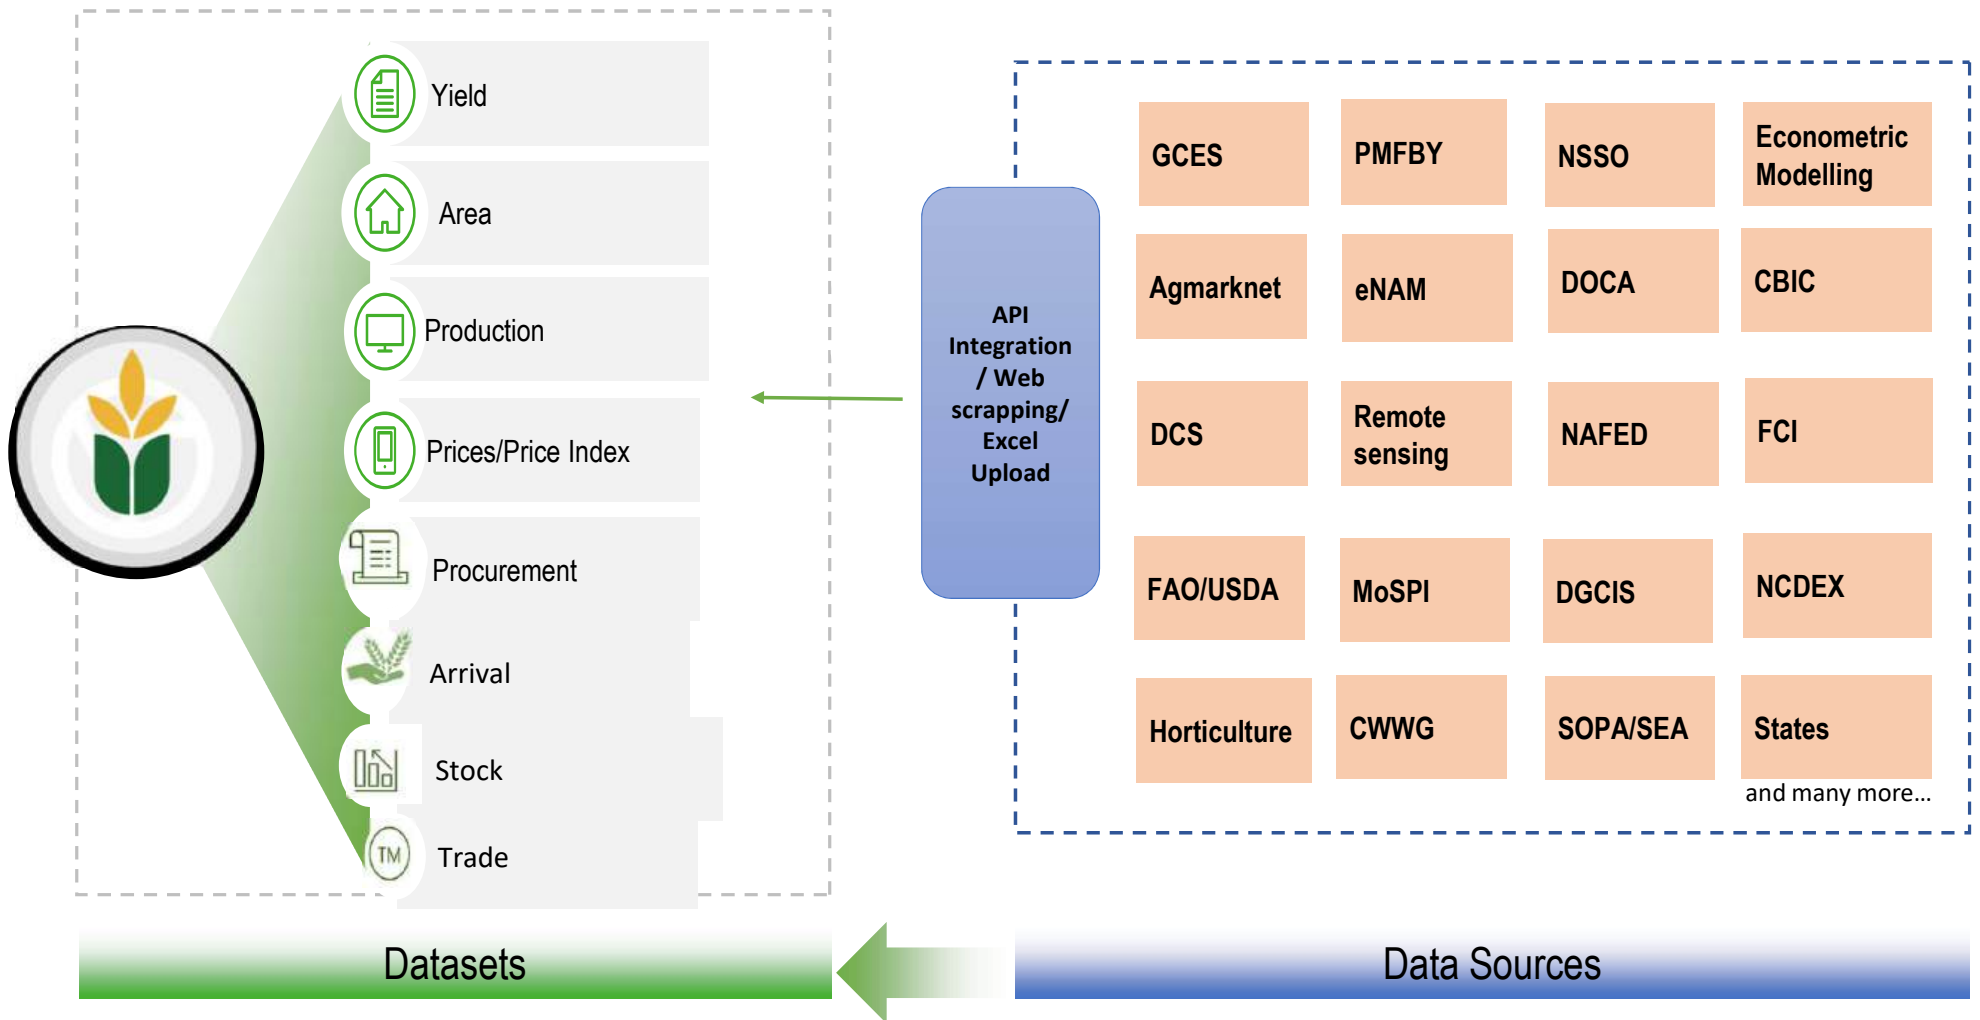 Yield
Area
Production
Prices/Price Index
Procurement
Arrival
Stock
TM
Trade
Datasets
API
Integration
/ Web
scrapping/
Excel
Upload
GCES
PMFBY
NSSO
Econometric
Modelling
Agmarknet
eNAM
DOCA
CBIC
DCS
Remote
sensing
NAFED
FCI
FAO/USDA
MoSPI
DGCIS
NCDEX
Horticulture
CWWG
SOPA/SEA
States
and many more...
Data Sources